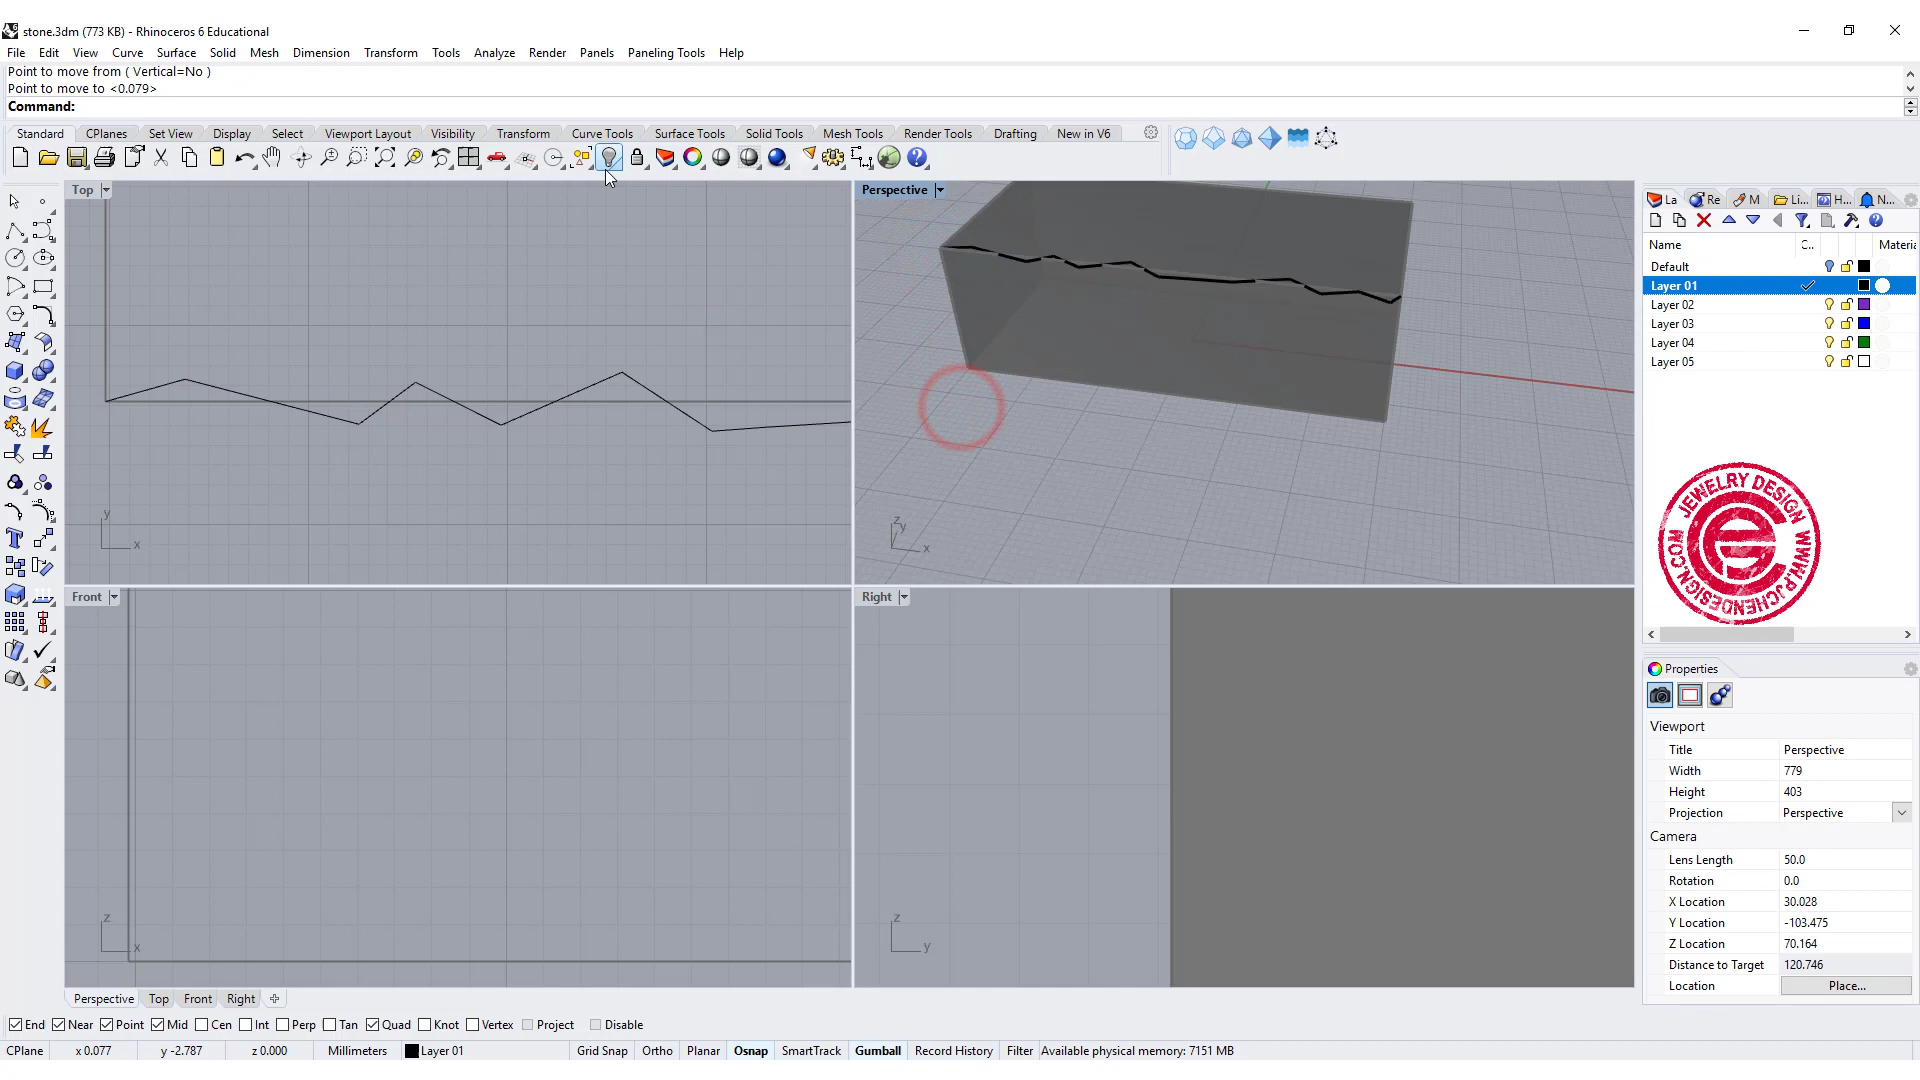 stone.3dm (773 KB) - Rhinoceros 6 Educational
File Edit View Curve Surface Solid Mesh Dimension Transform Tools Analyze Render Panels Paneling Tools Help
Point to move from ( Vertical=No )
Point to move to <0.079>
Command:
Standard CPlanes Set View Display Select Viewport Layout Visibility Transform Curve Tools Surface Tools Solid Tools Mesh Tools Render Tools Drafting New in V6
Top
Perspective
La Re M Li... H... N...
Name C.. Materia
Default
Layer 01
Layer 02
Layer 03
Layer 04
Layer 05
y x
z y x
JEWELRY DESIGN WWW.PJCHENDESIGN.COM
Front
Right
z x
z y
Properties
Viewport
Title Perspective
Width 779
Height 403
Projection Perspective
Camera
Lens Length 50.0
Rotation 0.0
X Location 30.028
Y Location -103.475
Z Location 70.164
Distance to Target 120.746
Location Place...
Perspective Top Front Right
End Near Point Mid Cen Int Perp Tan Quad Knot Vertex Project Disable
CPlane x 0.077 y -2.787 z 0.000 Millimeters Layer 01 Grid Snap Ortho Planar Osnap SmartTrack Gumball Record History Filter Available physical memory: 7151 MB